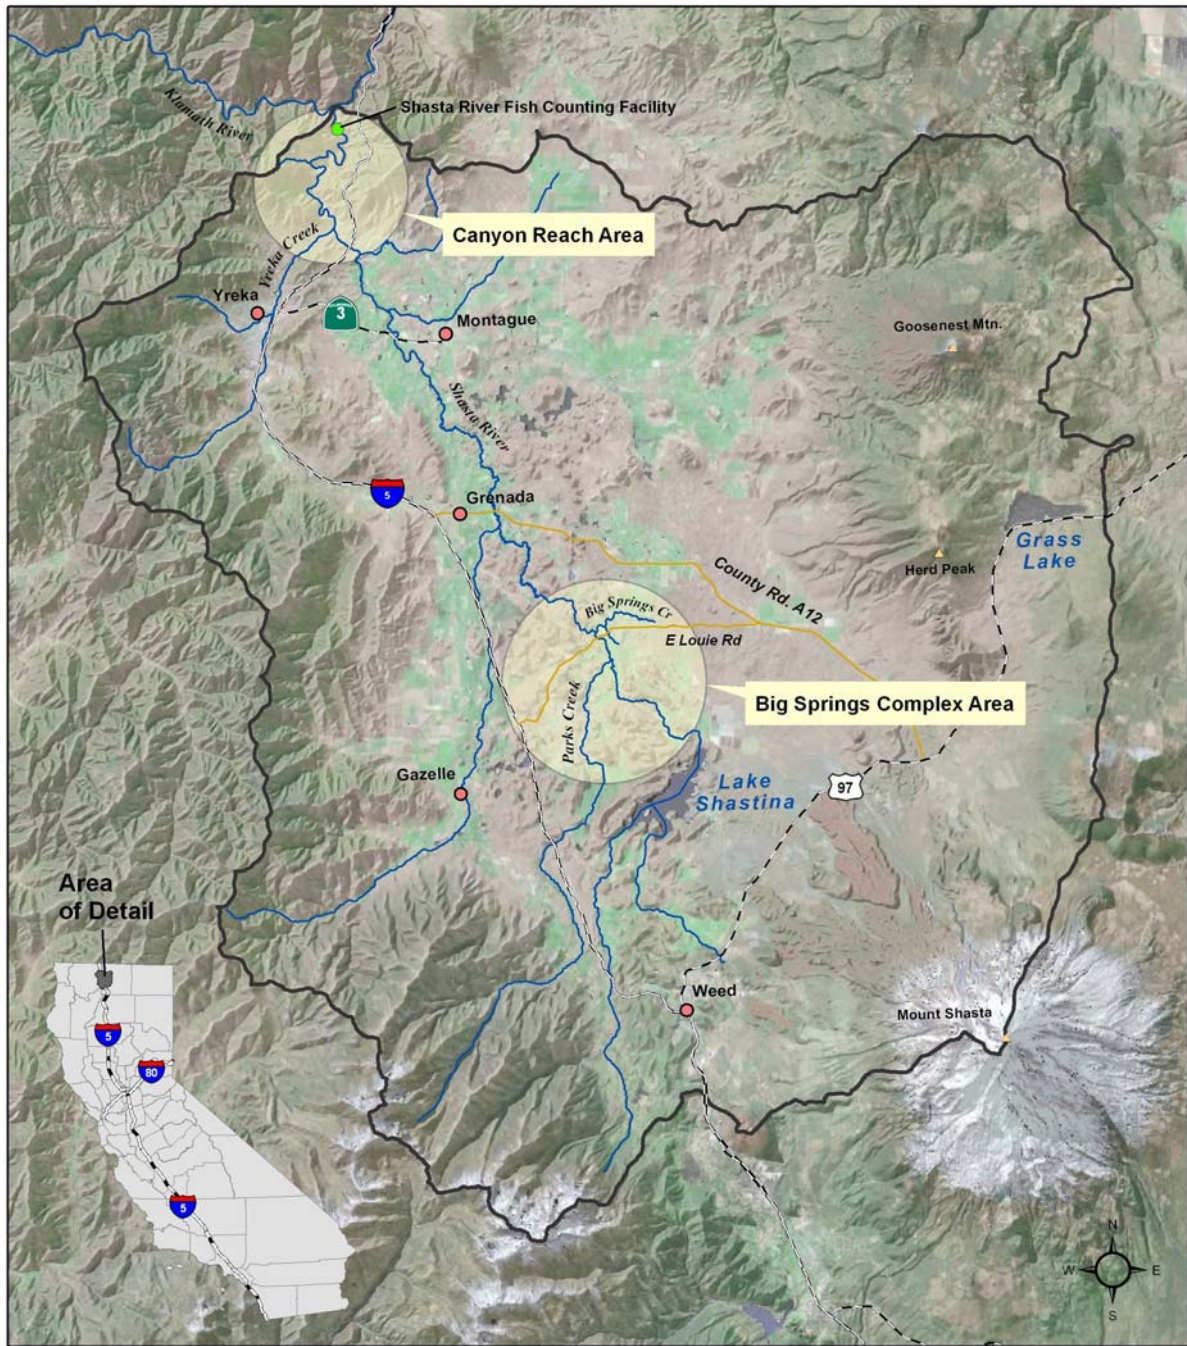 Klamath River
Shasta River Fish Counting Facility
Canyon Reach Area
Yreka Creek
Yreka
3
Montague
Goosenest Mtn.
Shasta River
5
Grenada
Grass
Lake
Herd Peak
County Rd. A12
Big Springs Cr
E Louie Rd
Parks Creek
Big Springs Complex Area
Gazelle
Lake
Shastina
97
Area
of Detail
Weed
Mount Shasta
5
80
5
N
W
E
S